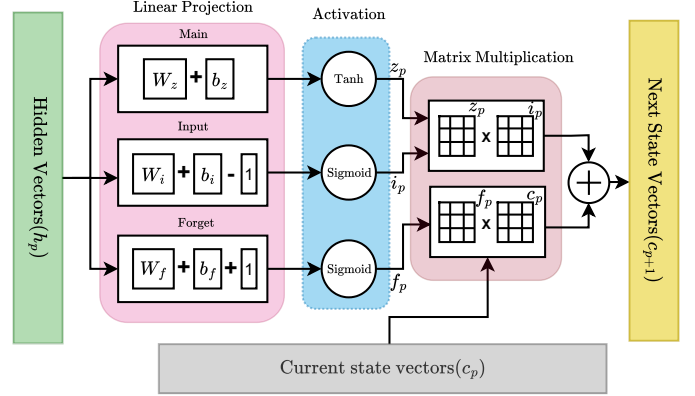 Linear Projection
Activation
Matrix Multiplication
Hidden Vectors(h_p)
Main
W_z + b_z
Input
W_i + b_i - 1
Forget
W_f + b_f + 1
Tanh
Sigmoid
Sigmoid
z_p
i_p
f_p
z_p x i_p
f_p x c_p
+
Next State Vectors(c_{p+1})
Current state vectors(c_p)